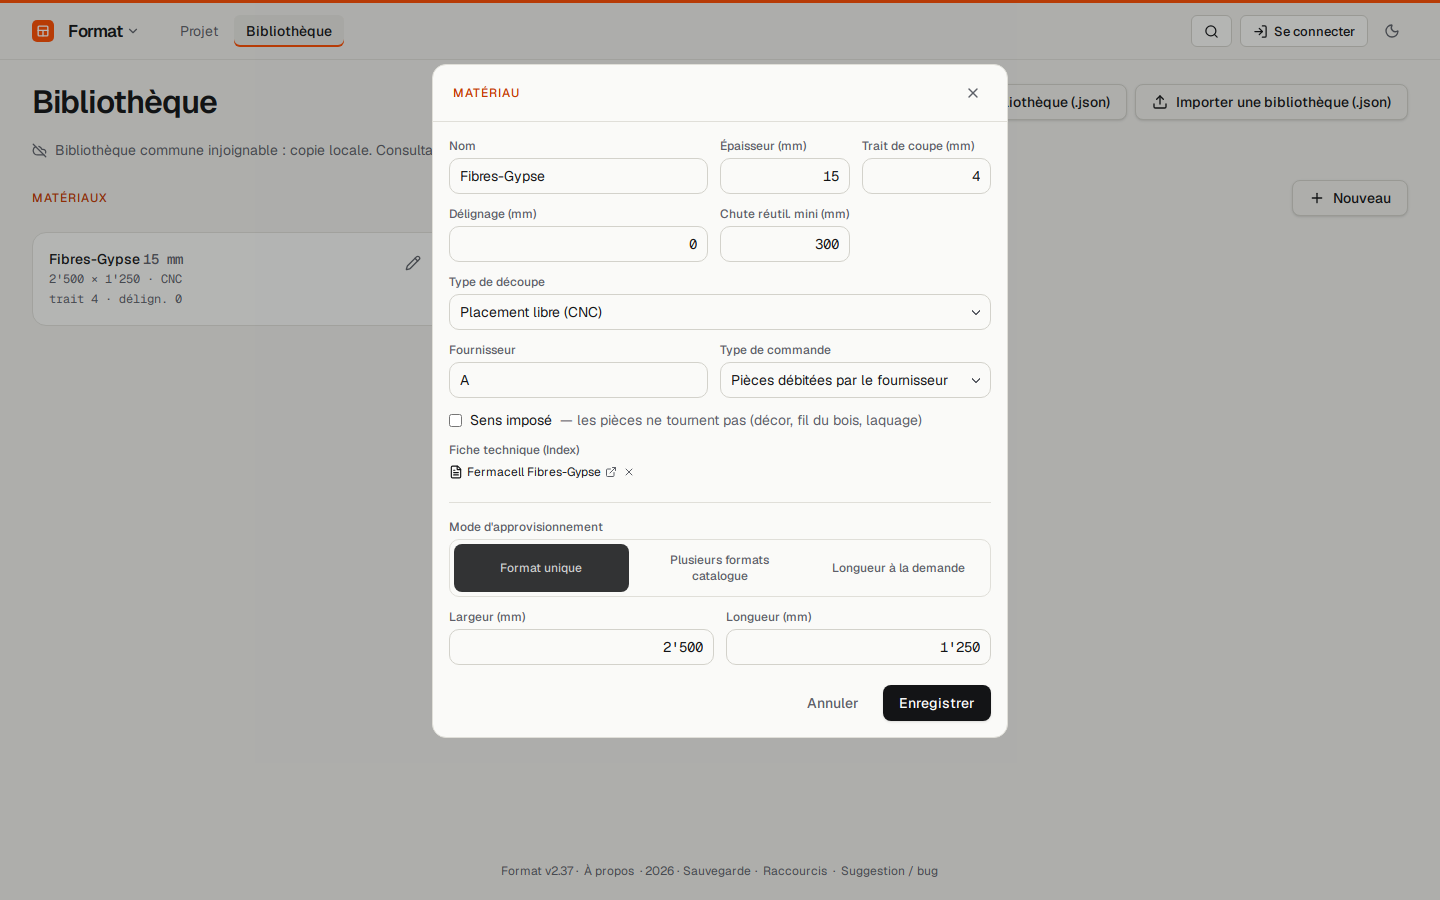 Format
Projet
Bibliothèque
Se connecter
Bibliothèque
liothèque (.json)
Importer une bibliothèque (.json)
Bibliothèque commune injoignable : copie locale. Consulta
MATÉRIAUX
Nouveau
Fibres-Gypse 15 mm
2'500 × 1'250 · CNC
trait 4 · délign. 0
MATÉRIAU
Nom
Épaisseur (mm)
Trait de coupe (mm)
Fibres-Gypse
15
4
Délignage (mm)
Chute réutil. mini (mm)
0
300
Type de découpe
Placement libre (CNC)
Fournisseur
Type de commande
A
Pièces débitées par le fournisseur
Sens imposé — les pièces ne tournent pas (décor, fil du bois, laquage)
Fiche technique (Index)
Fermacell Fibres-Gypse
Mode d'approvisionnement
Format unique
Plusieurs formats
catalogue
Longueur à la demande
Largeur (mm)
Longueur (mm)
2'500
1'250
Annuler
Enregistrer
Format v2.37 · À propos · 2026 · Sauvegarde · Raccourcis · Suggestion / bug